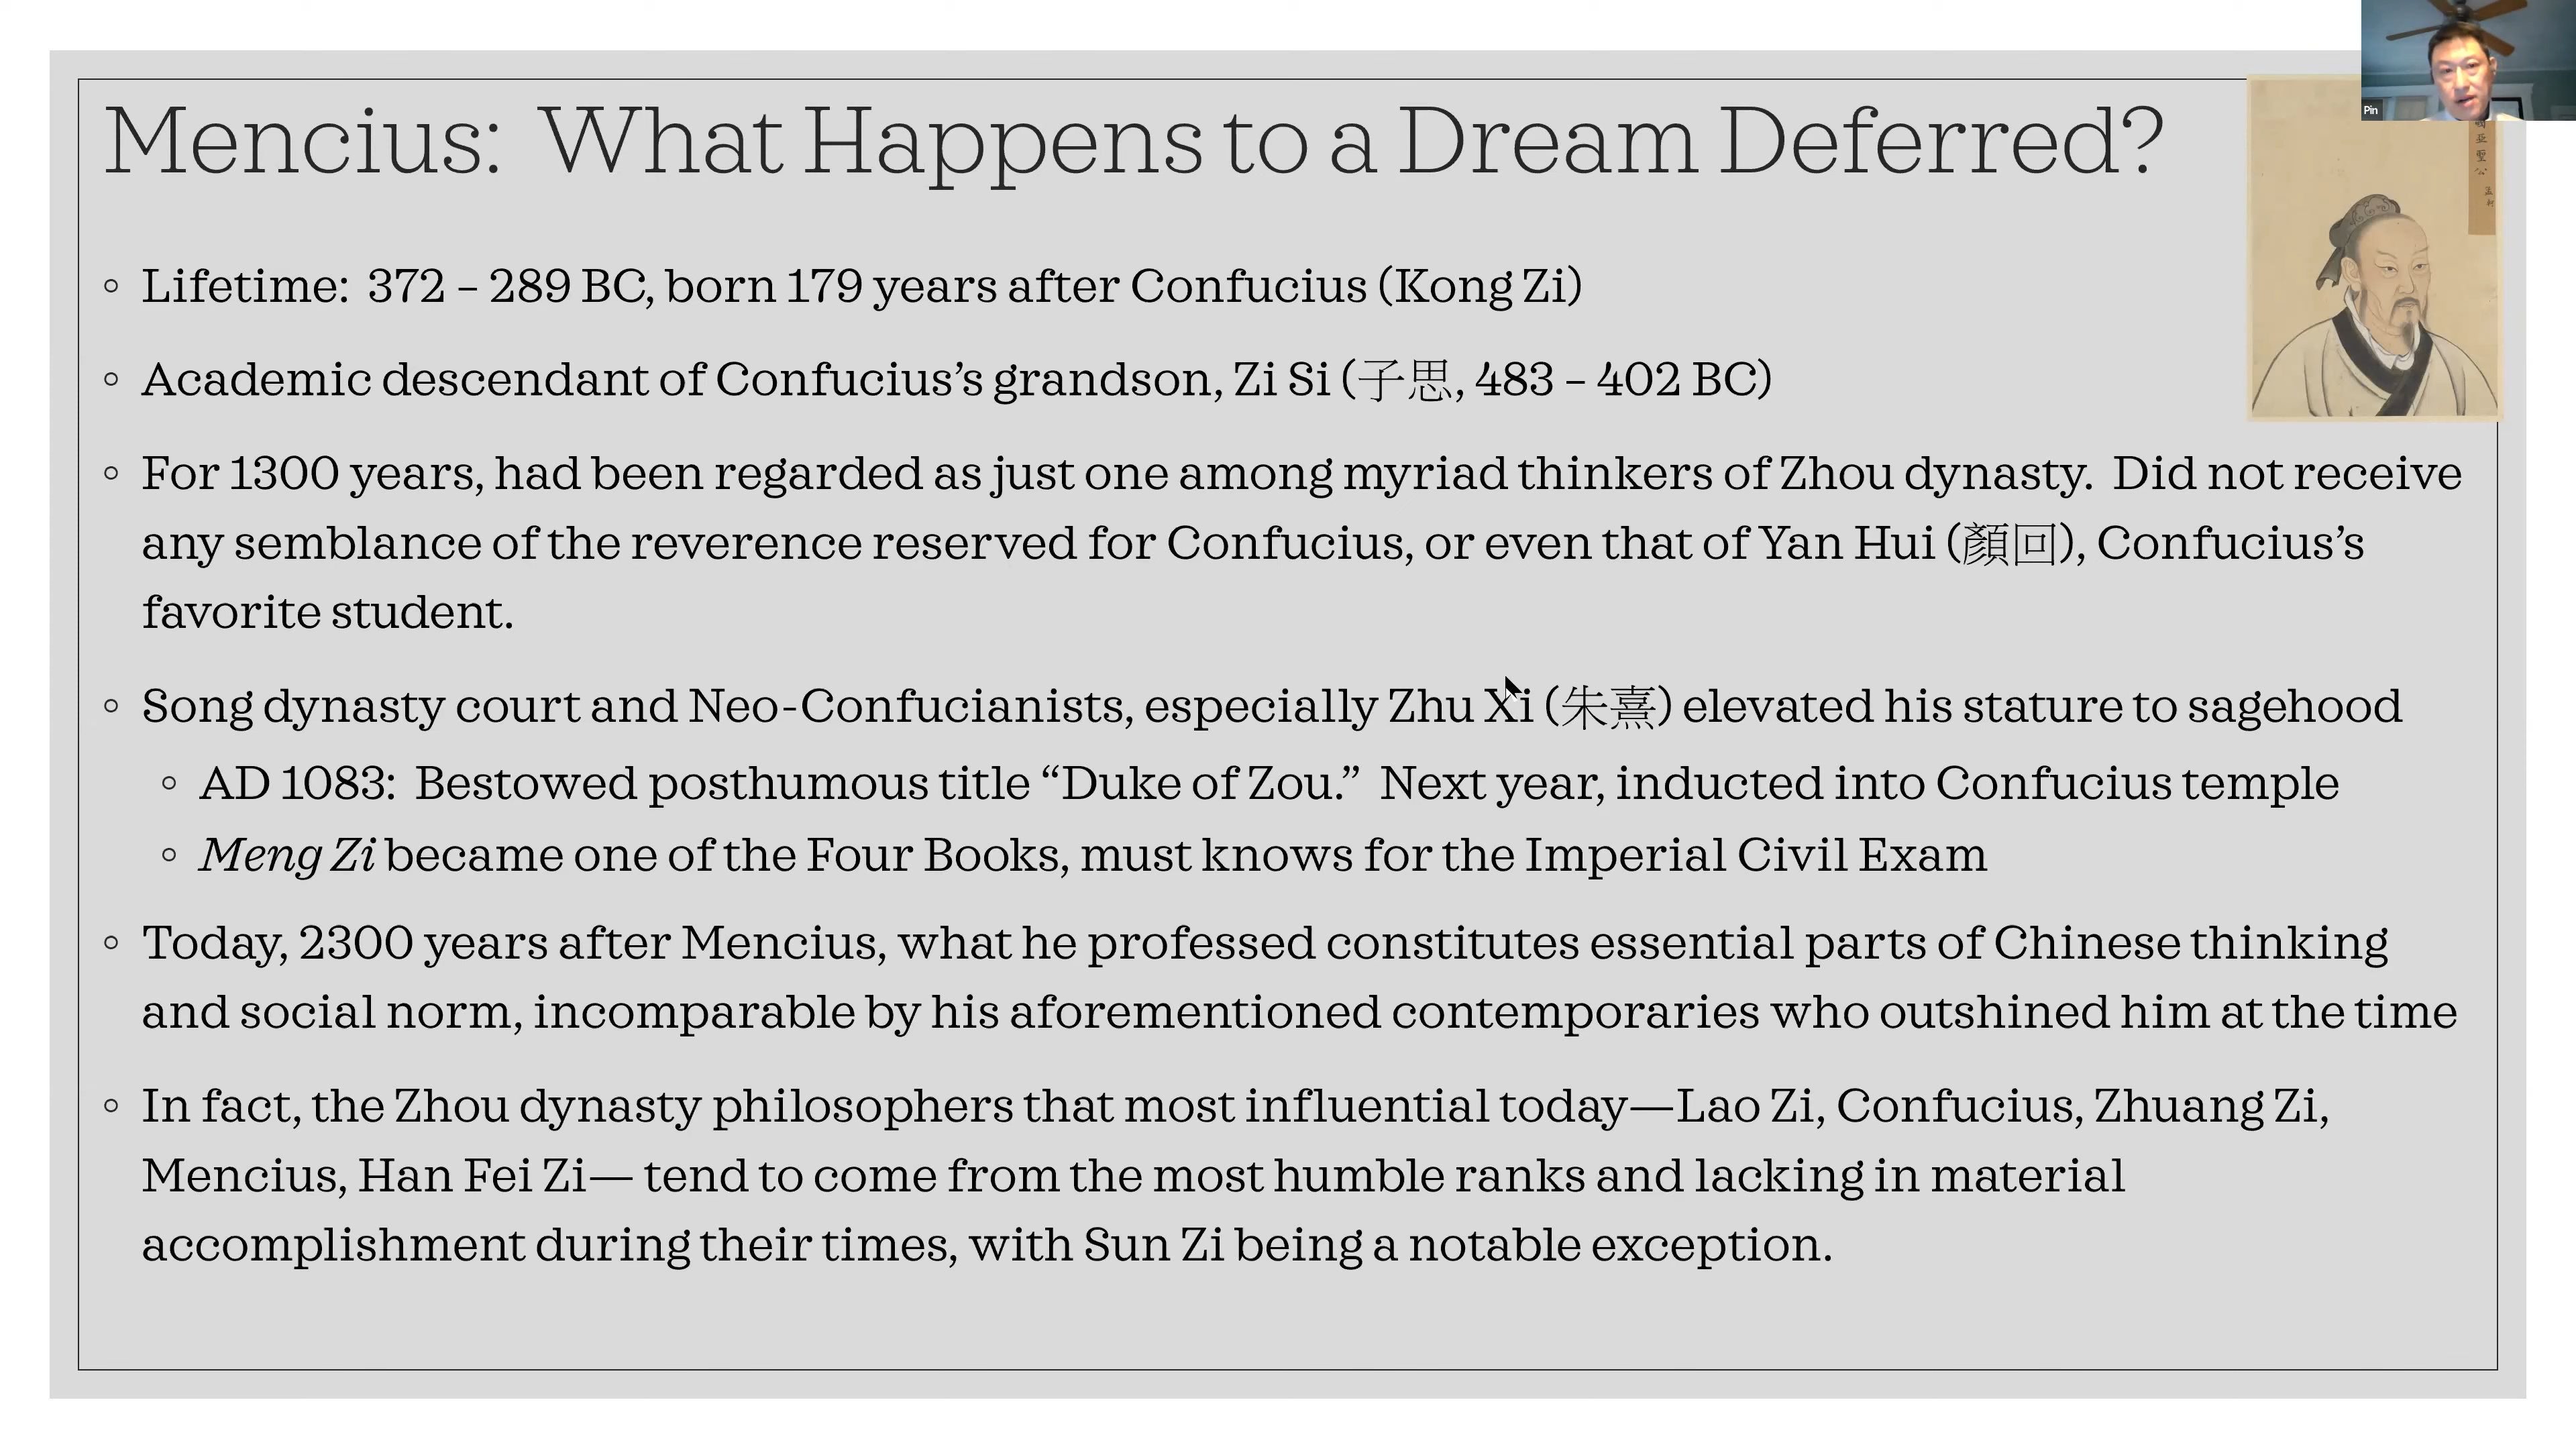 Mencius: What Happens to a Dream Deferred?
Pin
亞聖公
孟軻
◦ Lifetime: 372 – 289 BC, born 179 years after Confucius (Kong Zi)
◦ Academic descendant of Confucius’s grandson, Zi Si (子思, 483 – 402 BC)
◦ For 1300 years, had been regarded as just one among myriad thinkers of Zhou dynasty. Did not receive
any semblance of the reverence reserved for Confucius, or even that of Yan Hui (顏回), Confucius’s
favorite student.
◦ Song dynasty court and Neo-Confucianists, especially Zhu Xi (朱熹) elevated his stature to sagehood
◦ AD 1083: Bestowed posthumous title “Duke of Zou.” Next year, inducted into Confucius temple
◦ Meng Zi became one of the Four Books, must knows for the Imperial Civil Exam
◦ Today, 2300 years after Mencius, what he professed constitutes essential parts of Chinese thinking
and social norm, incomparable by his aforementioned contemporaries who outshined him at the time
◦ In fact, the Zhou dynasty philosophers that most influential today—Lao Zi, Confucius, Zhuang Zi,
Mencius, Han Fei Zi— tend to come from the most humble ranks and lacking in material
accomplishment during their times, with Sun Zi being a notable exception.